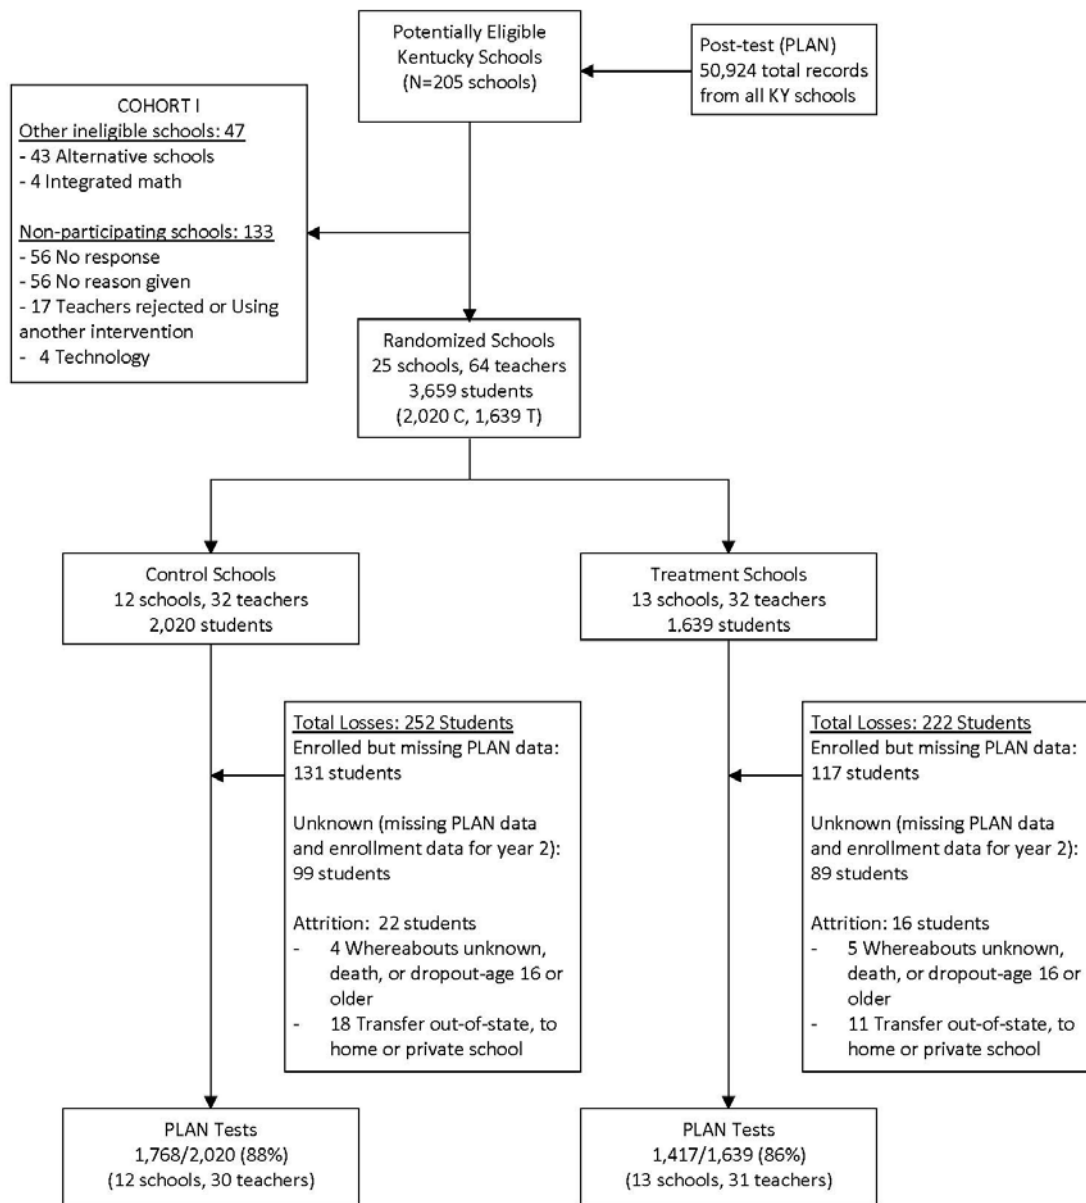 Potentially Eligible
Kentucky Schools
(N=205 schools)
Post-test (PLAN)
50,924 total records
from all KY schools
COHORT I
Other ineligible schools: 47
- 43 Alternative schools
- 4 Integrated math
Non-participating schools: 133
- 56 No response
- 56 No reason given
- 17 Teachers rejected or Using
another intervention
- 4 Technology
Randomized Schools
25 schools, 64 teachers
3,659 students
(2,020 C, 1,639 T)
Control Schools
12 schools, 32 teachers
2,020 students
Treatment Schools
13 schools, 32 teachers
1,639 students
Total Losses: 252 Students
Enrolled but missing PLAN data:
131 students
Unknown (missing PLAN data
and enrollment data for year 2):
99 students
Attrition: 22 students
- 4 Whereabouts unknown,
death, or dropout-age 16 or
older
- 18 Transfer out-of-state, to
home or private school
Total Losses: 222 Students
Enrolled but missing PLAN data:
117 students
Unknown (missing PLAN data
and enrollment data for year 2):
89 students
Attrition: 16 students
- 5 Whereabouts unknown,
death, or dropout-age 16 or
older
- 11 Transfer out-of-state, to
home or private school
PLAN Tests
1,768/2,020 (88%)
(12 schools, 30 teachers)
PLAN Tests
1,417/1,639 (86%)
(13 schools, 31 teachers)